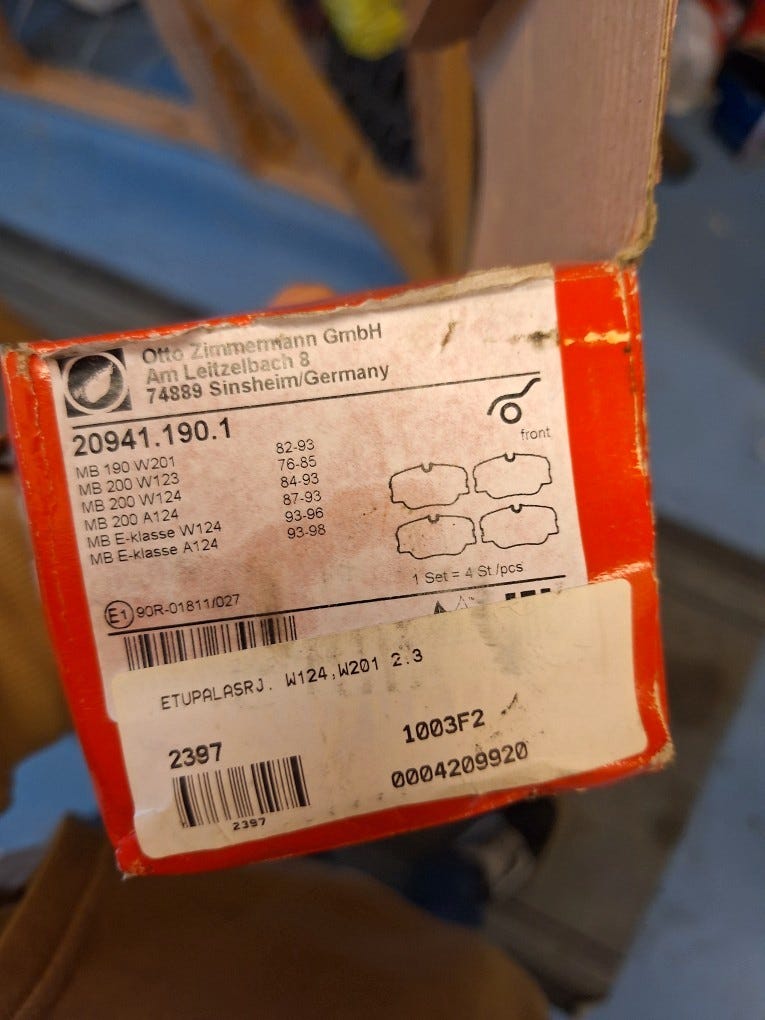 Otto Zimmermann GmbH
Am Leitzelbach 8
74889 Sinsheim/Germany
20941.190.1
front
MB 190 W201 82-93
MB 200 W123 76-85
MB 200 W124 84-93
MB 200 A124 87-93
MB E-klasse W124 93-96
MB E-klasse A124 93-98
1 Set = 4 St /pcs
E1 90R-01811/027
ETUPALASRJ. W124,W201 2.3
2397 1003F2
0004209920
2397